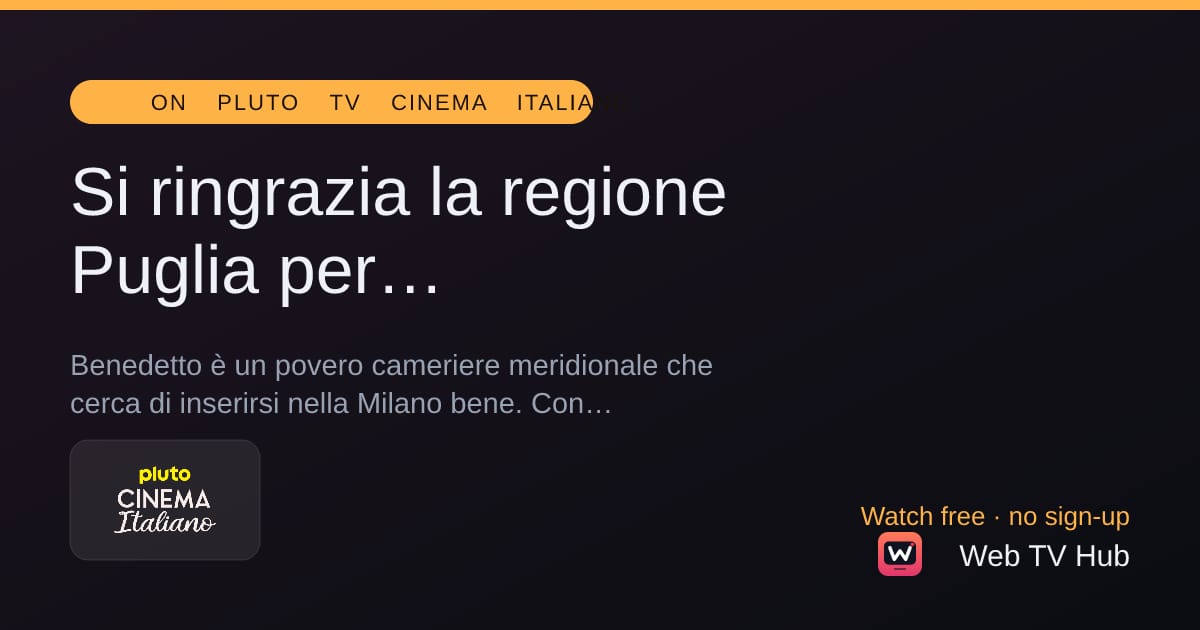 ON PLUTO TV CINEMA ITALIA
Si ringrazia la regione
Puglia per…
Benedetto è un povero cameriere meridionale che
cerca di inserirsi nella Milano bene. Con…
pluto
CINEMA
Italiano
Watch free · no sign-up
W
Web TV Hub